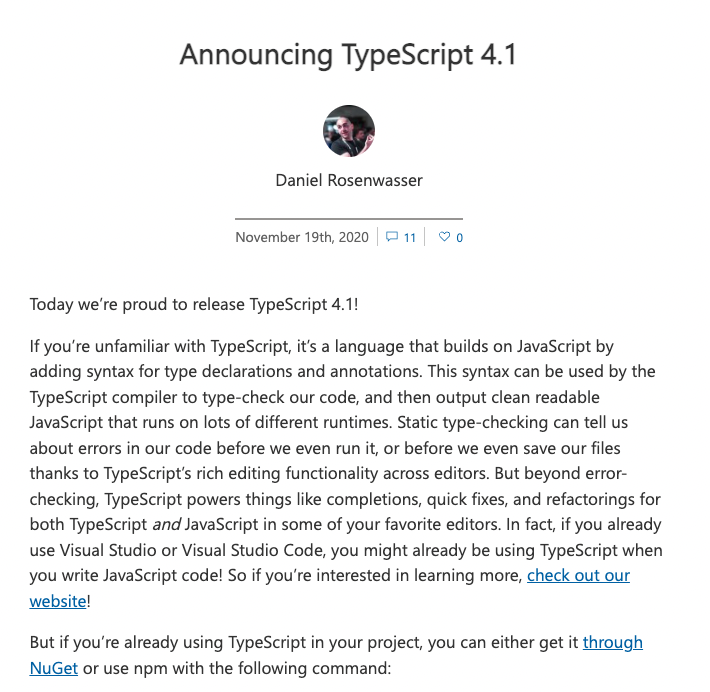 Announcing TypeScript 4.1
Daniel Rosenwasser
November 19th, 2020 11 0
Today we’re proud to release TypeScript 4.1!
If you’re unfamiliar with TypeScript, it’s a language that builds on JavaScript by
adding syntax for type declarations and annotations. This syntax can be used by the
TypeScript compiler to type-check our code, and then output clean readable
JavaScript that runs on lots of different runtimes. Static type-checking can tell us
about errors in our code before we even run it, or before we even save our files
thanks to TypeScript’s rich editing functionality across editors. But beyond error-
checking, TypeScript powers things like completions, quick fixes, and refactorings for
both TypeScript and JavaScript in some of your favorite editors. In fact, if you already
use Visual Studio or Visual Studio Code, you might already be using TypeScript when
you write JavaScript code! So if you’re interested in learning more, check out our
website!
But if you’re already using TypeScript in your project, you can either get it through
NuGet or use npm with the following command: